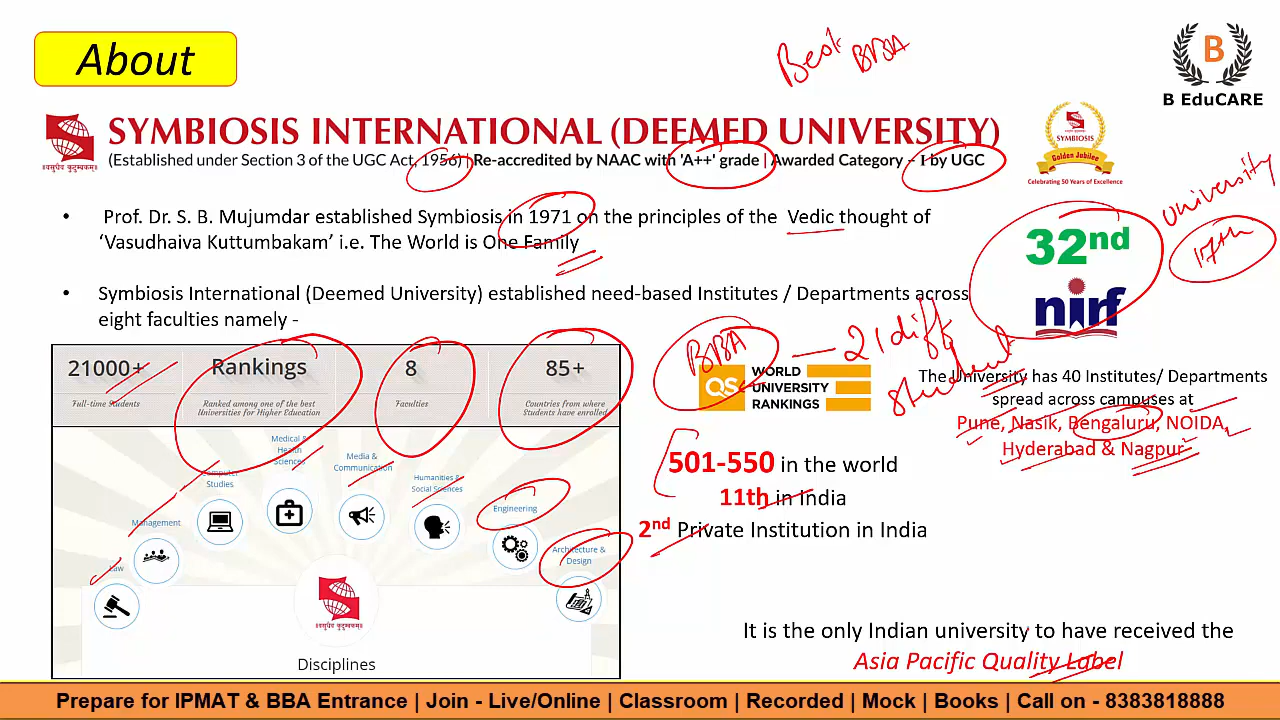 About
Best BBA
B
B EduCARE
SYMBIOSIS INTERNATIONAL (DEEMED UNIVERSITY)
(Established under Section 3 of the UGC Act, 1956) | Re-accredited by NAAC with 'A++' grade | Awarded Category – I by UGC
॥वसुधैव कुटुम्बकम्॥
SYMBIOSIS
Golden Jubilee
Celebrating 50 Years of Excellence
• Prof. Dr. S. B. Mujumdar established Symbiosis in 1971 on the principles of the Vedic thought of
'Vasudhaiva Kuttumbakam' i.e. The World is One Family
university
17th
32nd
nirf
• Symbiosis International (Deemed University) established need-based Institutes / Departments across
eight faculties namely -
21000+
Full-time Students
Rankings
Ranked among one of the best
Universities for Higher Education
8
Faculties
85+
Countries from where
Students have enrolled
BBA — 21 diff
student
QS WORLD
UNIVERSITY
RANKINGS
The University has 40 Institutes/ Departments
spread across campuses at
Pune, Nasik, Bengaluru, NOIDA,
Hyderabad & Nagpur
501-550 in the world
11th in India
2nd Private Institution in India
Law
Management
Computer
Studies
Medical &
Health
Sciences
Media &
Communication
Humanities &
Social Sciences
Engineering
Architecture &
Design
॥वसुधैव कुटुम्बकम्॥
Disciplines
It is the only Indian university to have received the
Asia Pacific Quality Label
Prepare for IPMAT & BBA Entrance | Join - Live/Online | Classroom | Recorded | Mock | Books | Call on - 8383818888